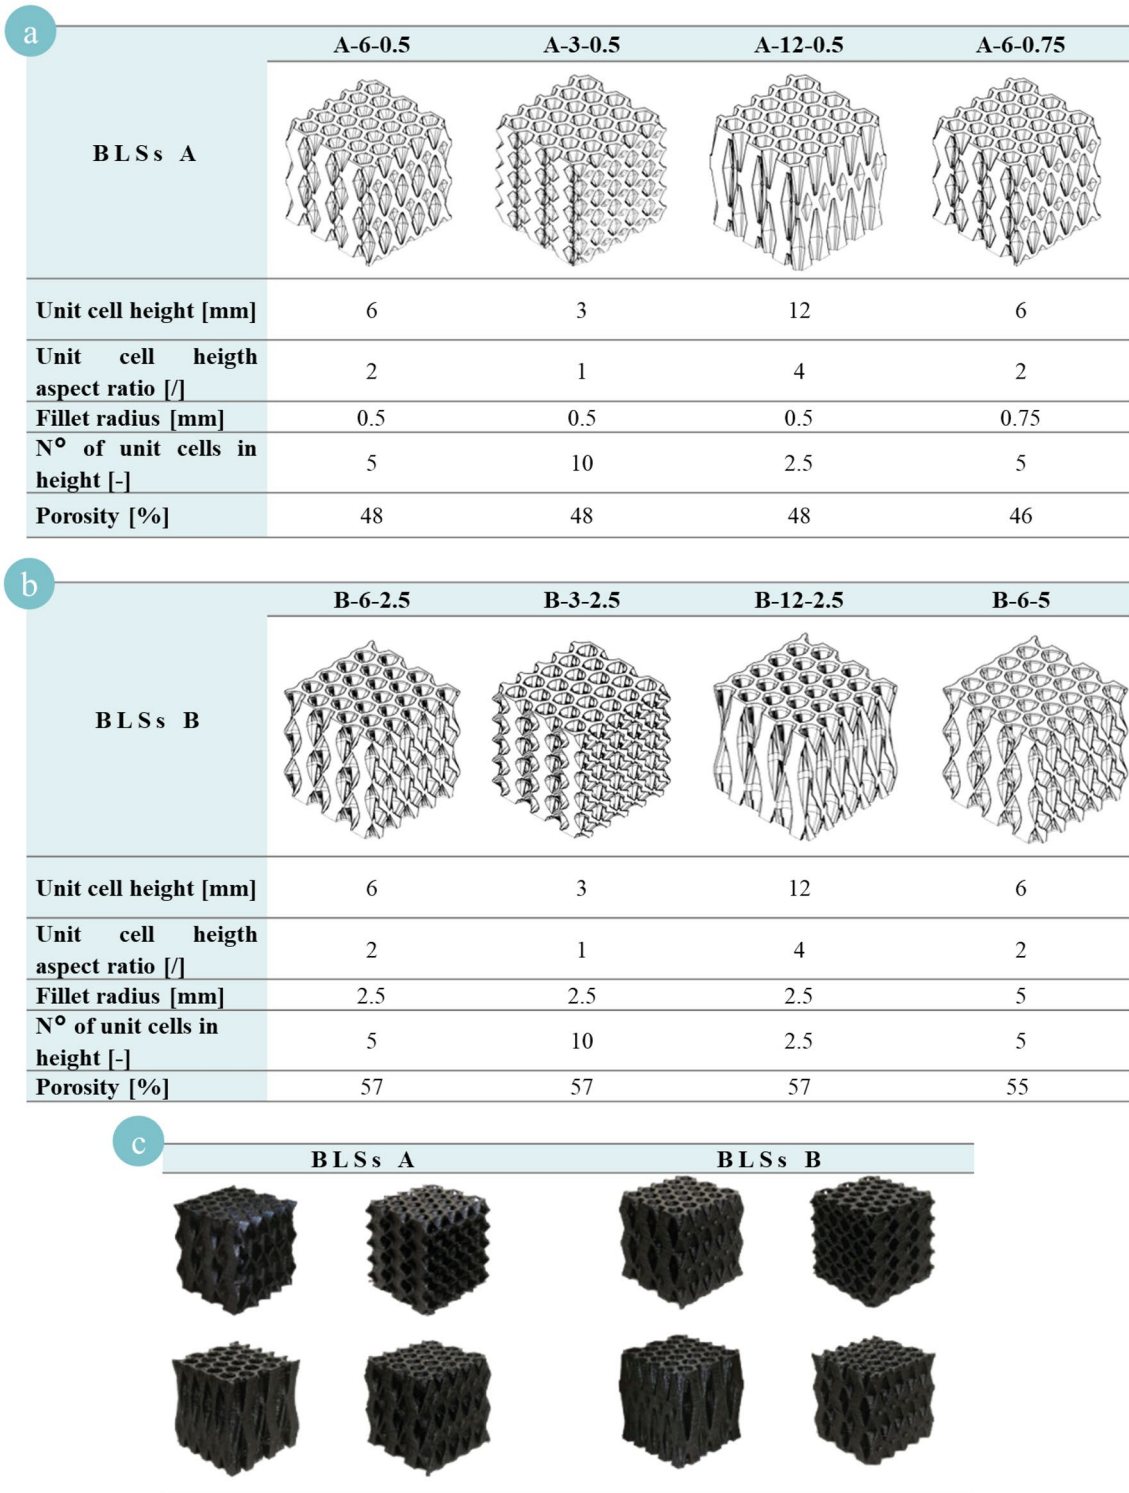 a
A-6-0.5 A-3-0.5 A-12-0.5 A-6-0.75
BLSs A
Unit cell height [mm] 6 3 12 6
Unit cell heigth
aspect ratio [/] 2 1 4 2
Fillet radius [mm] 0.5 0.5 0.5 0.75
N° of unit cells in
height [-] 5 10 2.5 5
Porosity [%] 48 48 48 46
b
B-6-2.5 B-3-2.5 B-12-2.5 B-6-5
BLSs B
Unit cell height [mm] 6 3 12 6
Unit cell heigth
aspect ratio [/] 2 1 4 2
Fillet radius [mm] 2.5 2.5 2.5 5
N° of unit cells in
height [-] 5 10 2.5 5
Porosity [%] 57 57 57 55
c
BLSs A BLSs B